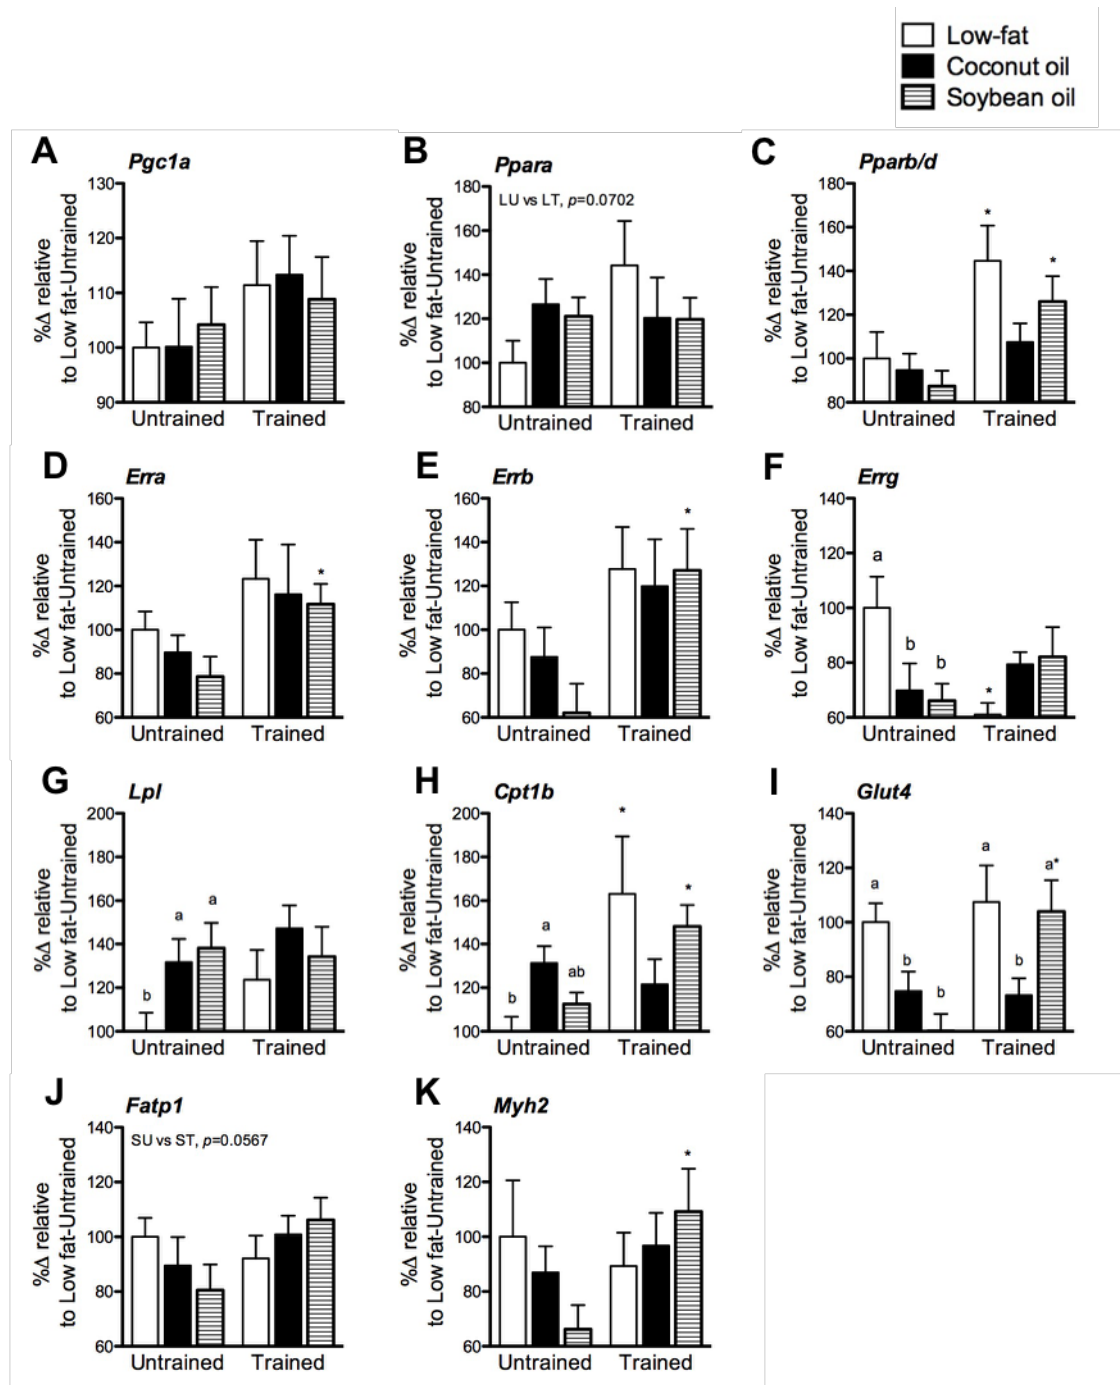 Low-fat
Coconut oil
Soybean oil
A
Pgc1a
%Δ relative
to Low fat-Untrained
130
120
110
100
90
Untrained Trained
B
Ppara
LU vs LT, p=0.0702
%Δ relative
to Low fat-Untrained
180
160
140
120
100
80
Untrained Trained
C
Pparb/d
%Δ relative
to Low fat-Untrained
180
160
140
120
100
80
* *
Untrained Trained
D
Erra
%Δ relative
to Low fat-Untrained
160
140
120
100
80
60
*
Untrained Trained
E
Errb
%Δ relative
to Low fat-Untrained
160
140
120
100
80
60
*
Untrained Trained
F
Errg
%Δ relative
to Low fat-Untrained
140
120
100
80
60
a b b *
Untrained Trained
G
Lpl
%Δ relative
to Low fat-Untrained
200
180
160
140
120
100
b a a
Untrained Trained
H
Cpt1b
%Δ relative
to Low fat-Untrained
200
180
160
140
120
100
b a ab * *
Untrained Trained
I
Glut4
%Δ relative
to Low fat-Untrained
140
120
100
80
60
a b b a b a*
Untrained Trained
J
Fatp1
SU vs ST, p=0.0567
%Δ relative
to Low fat-Untrained
140
120
100
80
60
Untrained Trained
K
Myh2
%Δ relative
to Low fat-Untrained
140
120
100
80
60
*
Untrained Trained